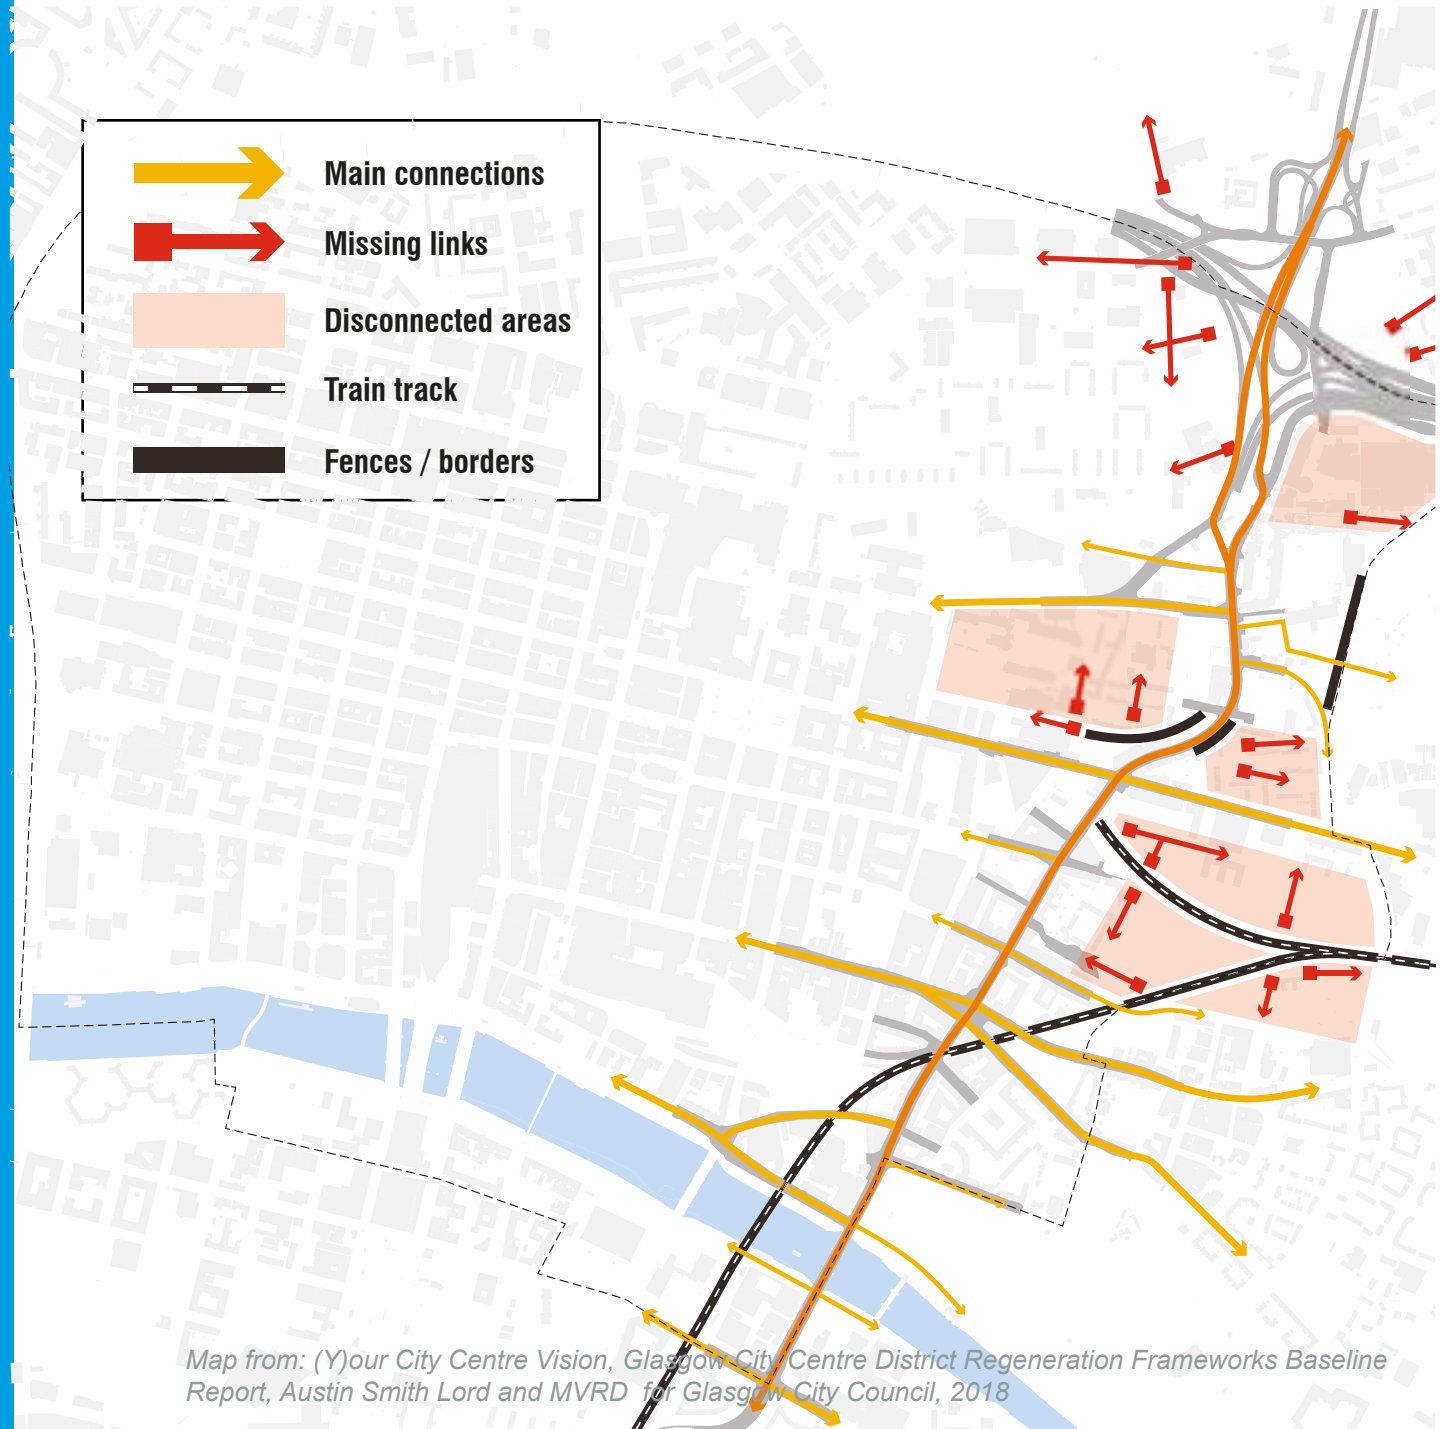 Main connections
Missing links
Disconnected areas
Train track
Fences / borders
Map from: (Y)our City Centre Vision, Glasgow City Centre District Regeneration Frameworks Baseline
Report, Austin Smith Lord and MVRD for Glasgow City Council, 2018